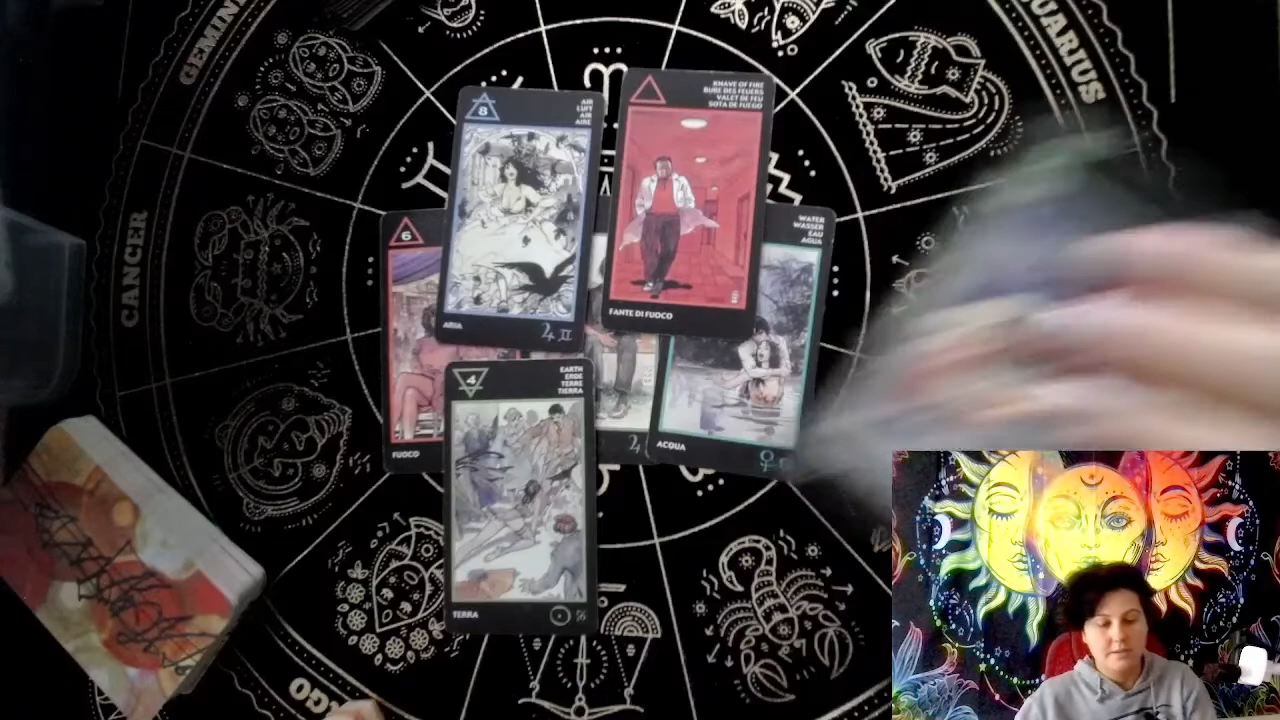 GEMINI
AQUARIUS
CANCER
8
AIR
LUFT
AIR
AIRE
ARIA
KNAVE OF FIRE
BUBE DES FEUERS
VALET DE FEU
SOTA DE FUEGO
FANTE DI FUOCO
6
FUOCO
WATER
WASSER
EAU
AGUA
ACQUA
4
EARTH
ERDE
TERRE
TIERRA
TERRA
RGO